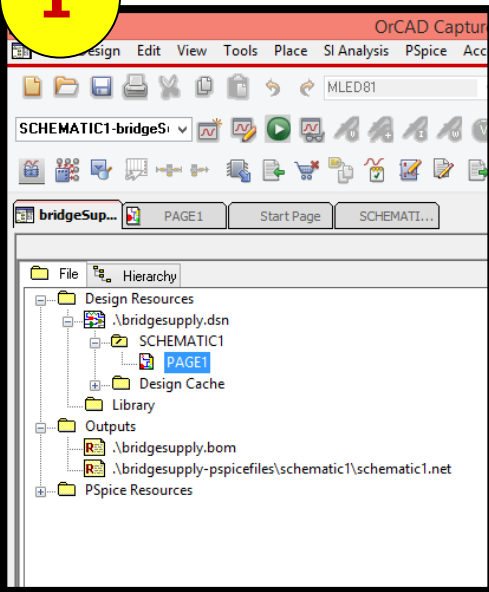 1
OrCAD Capture
Design Edit View Tools Place SI Analysis PSpice Acc
MLED81
SCHEMATIC1-bridgeS
bridgeSup... PAGE1 Start Page SCHEMATI...
File Hierarchy
Design Resources
.\bridgesupply.dsn
SCHEMATIC1
PAGE1
Design Cache
Library
Outputs
.\bridgesupply.bom
.\bridgesupply-pspicefiles\schematic1\schematic1.net
PSpice Resources